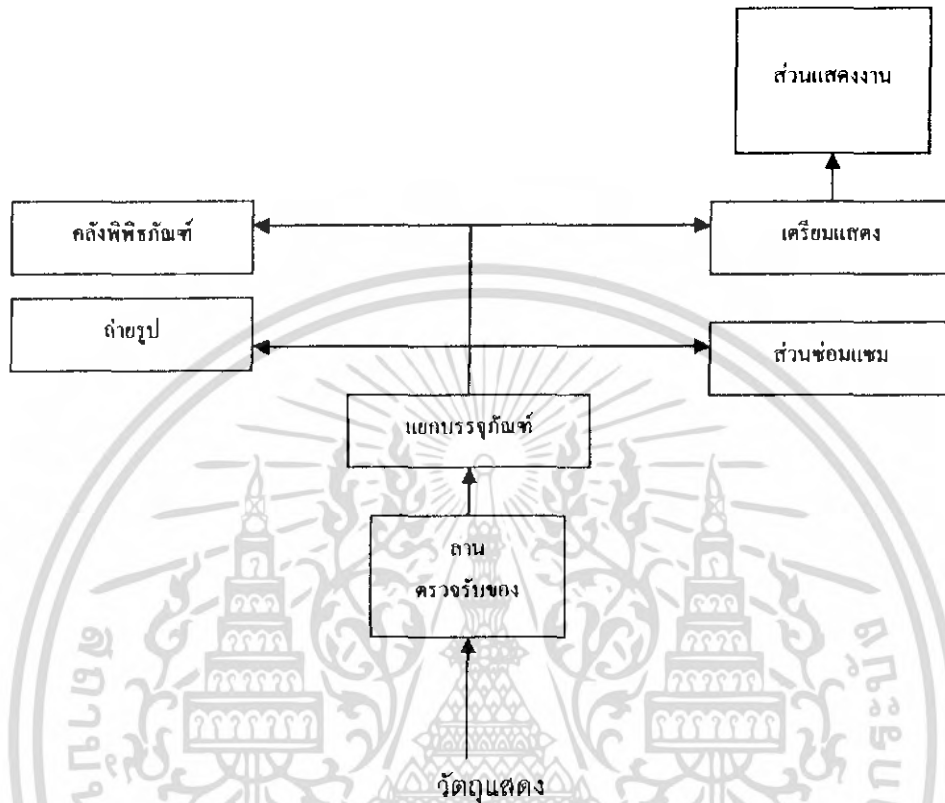 ส่วนแสดงงาน
คลังพิพิธภัณฑ์
เตรียมแสดง
ถ่ายรูป
ส่วนซ่อมแซม
แยกบรรจุภัณฑ์
ลาน
ตรวจรับของ
วัตถุแสดง